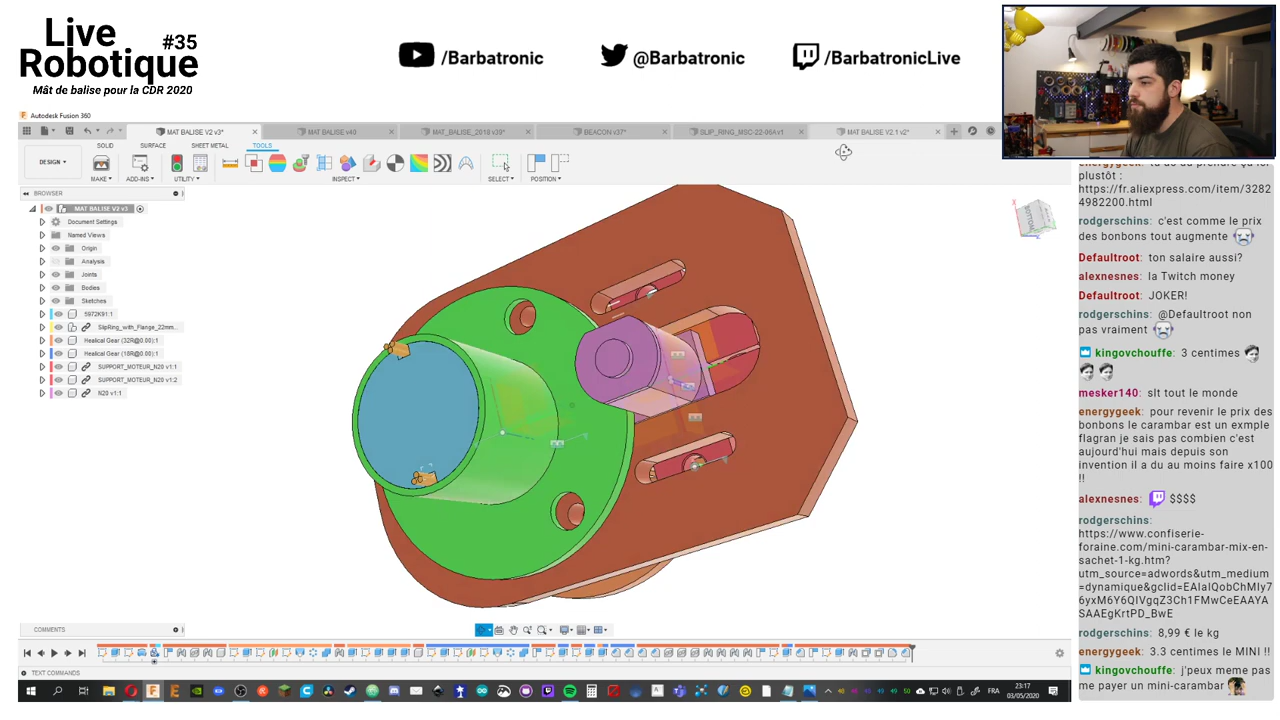 Live
Robotique #35
Mât de balise pour la CDR 2020
/Barbatronic
@Barbatronic
/BarbatronicLive
Autodesk Fusion 360
MAT BALISE V2 v3*
MAT BALISE v40
MAT_BALISE_2019 v39*
BEACON v37*
SLIP_RING_MSC-22-06A v1
MAT BALISE V2.1 v2*
SOLID
SURFACE
SHEET METAL
TOOLS
DESIGN
MAKE
ADD-INS
UTILITY
INSPECT
SELECT
POSITION
BROWSER
MAT BALISE V2 v3
Document Settings
Named Views
Origin
Analysis
Joints
Bodies
Sketches
5972K91:1
SlipRing_with_Flange_22mm...
Healical Gear (32R@0.00):1
Healical Gear (18R@0.00):1
SUPPORT_MOTEUR_N20 v1:1
SUPPORT_MOTEUR_N20 v1:2
N20 v1:1
BOTTOM
COMMENTS
TEXT COMMANDS
FRA
23:17
03/05/2020
plustôt :
https://fr.aliexpress.com/item/3282
4982200.html
rodgerschins: c'est comme le prix
des bonbons tout augmente
Defaultroot: ton salaire aussi?
alexnesnes: la Twitch money
Defaultroot: JOKER!
rodgerschins: @Defaultroot non
pas vraiment
kingovchouffe: 3 centimes
mesker140: slt tout le monde
energygeek: pour revenir le prix des
bonbons le carambar est un exmple
flagran je sais pas combien c'est
aujourd'hui mais depuis son
invention il a du au moins faire x100
!!
alexnesnes: $$$$
rodgerschins:
https://www.confiserie-
foraine.com/mini-carambar-mix-en-
sachet-1-kg.htm?
utm_source=adwords&utm_medium
rodgerschins: 8,99 € le kg
energygeek: 3.3 centimes le MINI !!
kingovchouffe: j'peux meme pas
me payer un mini-carambar